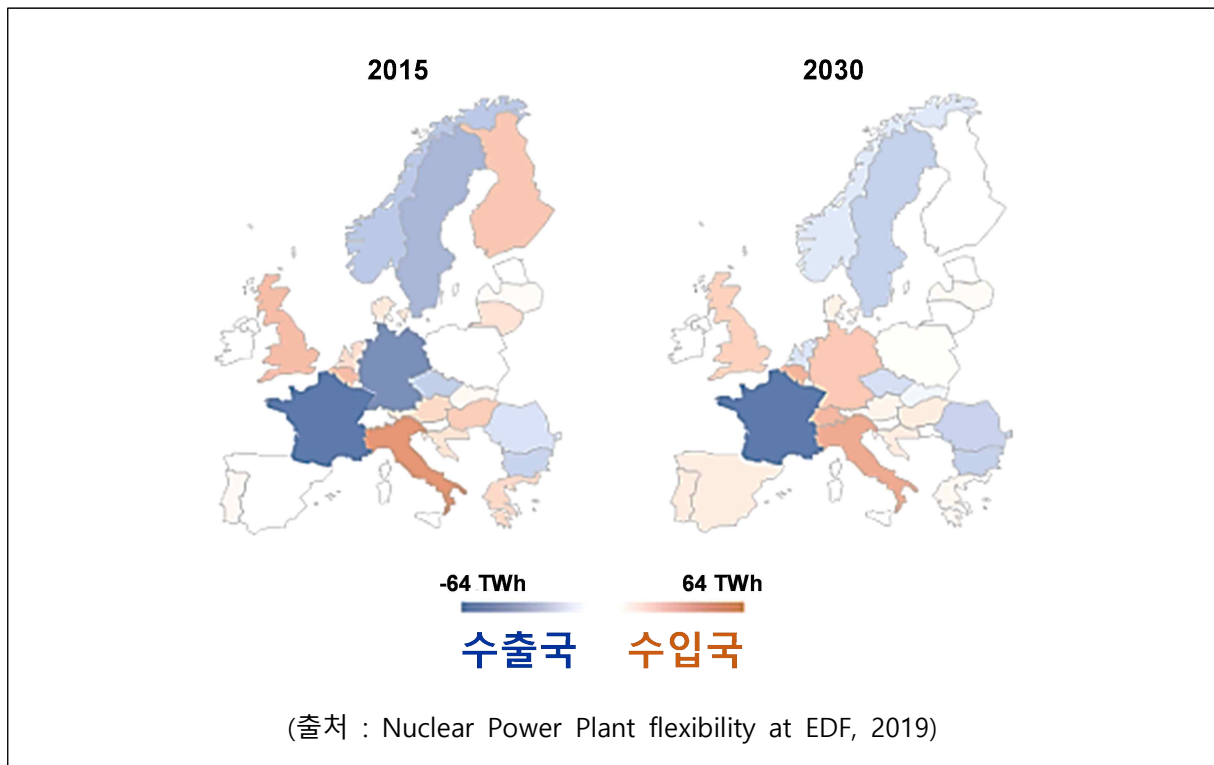 2015 2030
-64 TWh 64 TWh
수출국 수입국
(출처 : Nuclear Power Plant flexibility at EDF, 2019)